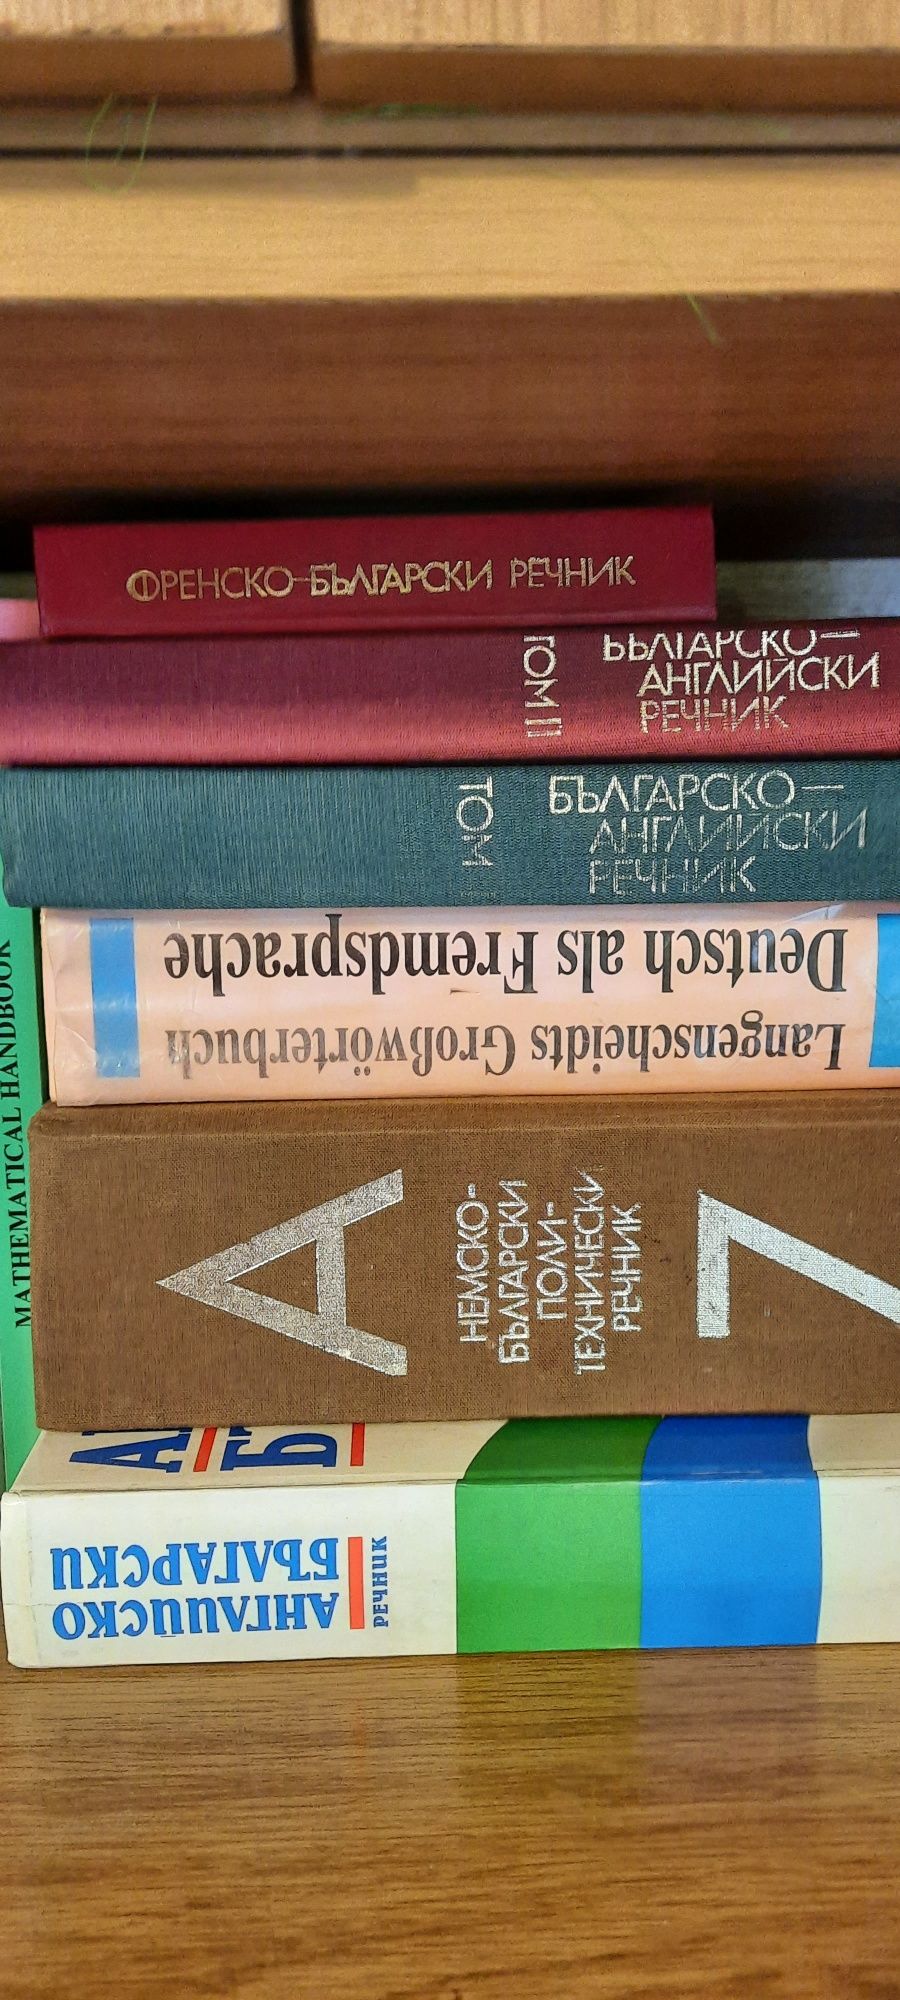 ФРЕНСКО-БЪЛГАРСКИ РЕЧНИК
БЪЛГАРСКО-
АНГЛИЙСКИ
РЕЧНИК
ТОМ II
БЪЛГАРСКО-
АНГЛИЙСКИ
РЕЧНИК
ТОМ
Langenscheidts Großwörterbuch
Deutsch als Fremdsprache
MATHEMATICAL HANDBOOK
А
НЕМСКО-
БЪЛГАРСКИ
ПОЛИ-
ТЕХНИЧЕСКИ
РЕЧНИК
АНГЛИЙСКО
БЪЛГАРСКИ
РЕЧНИК